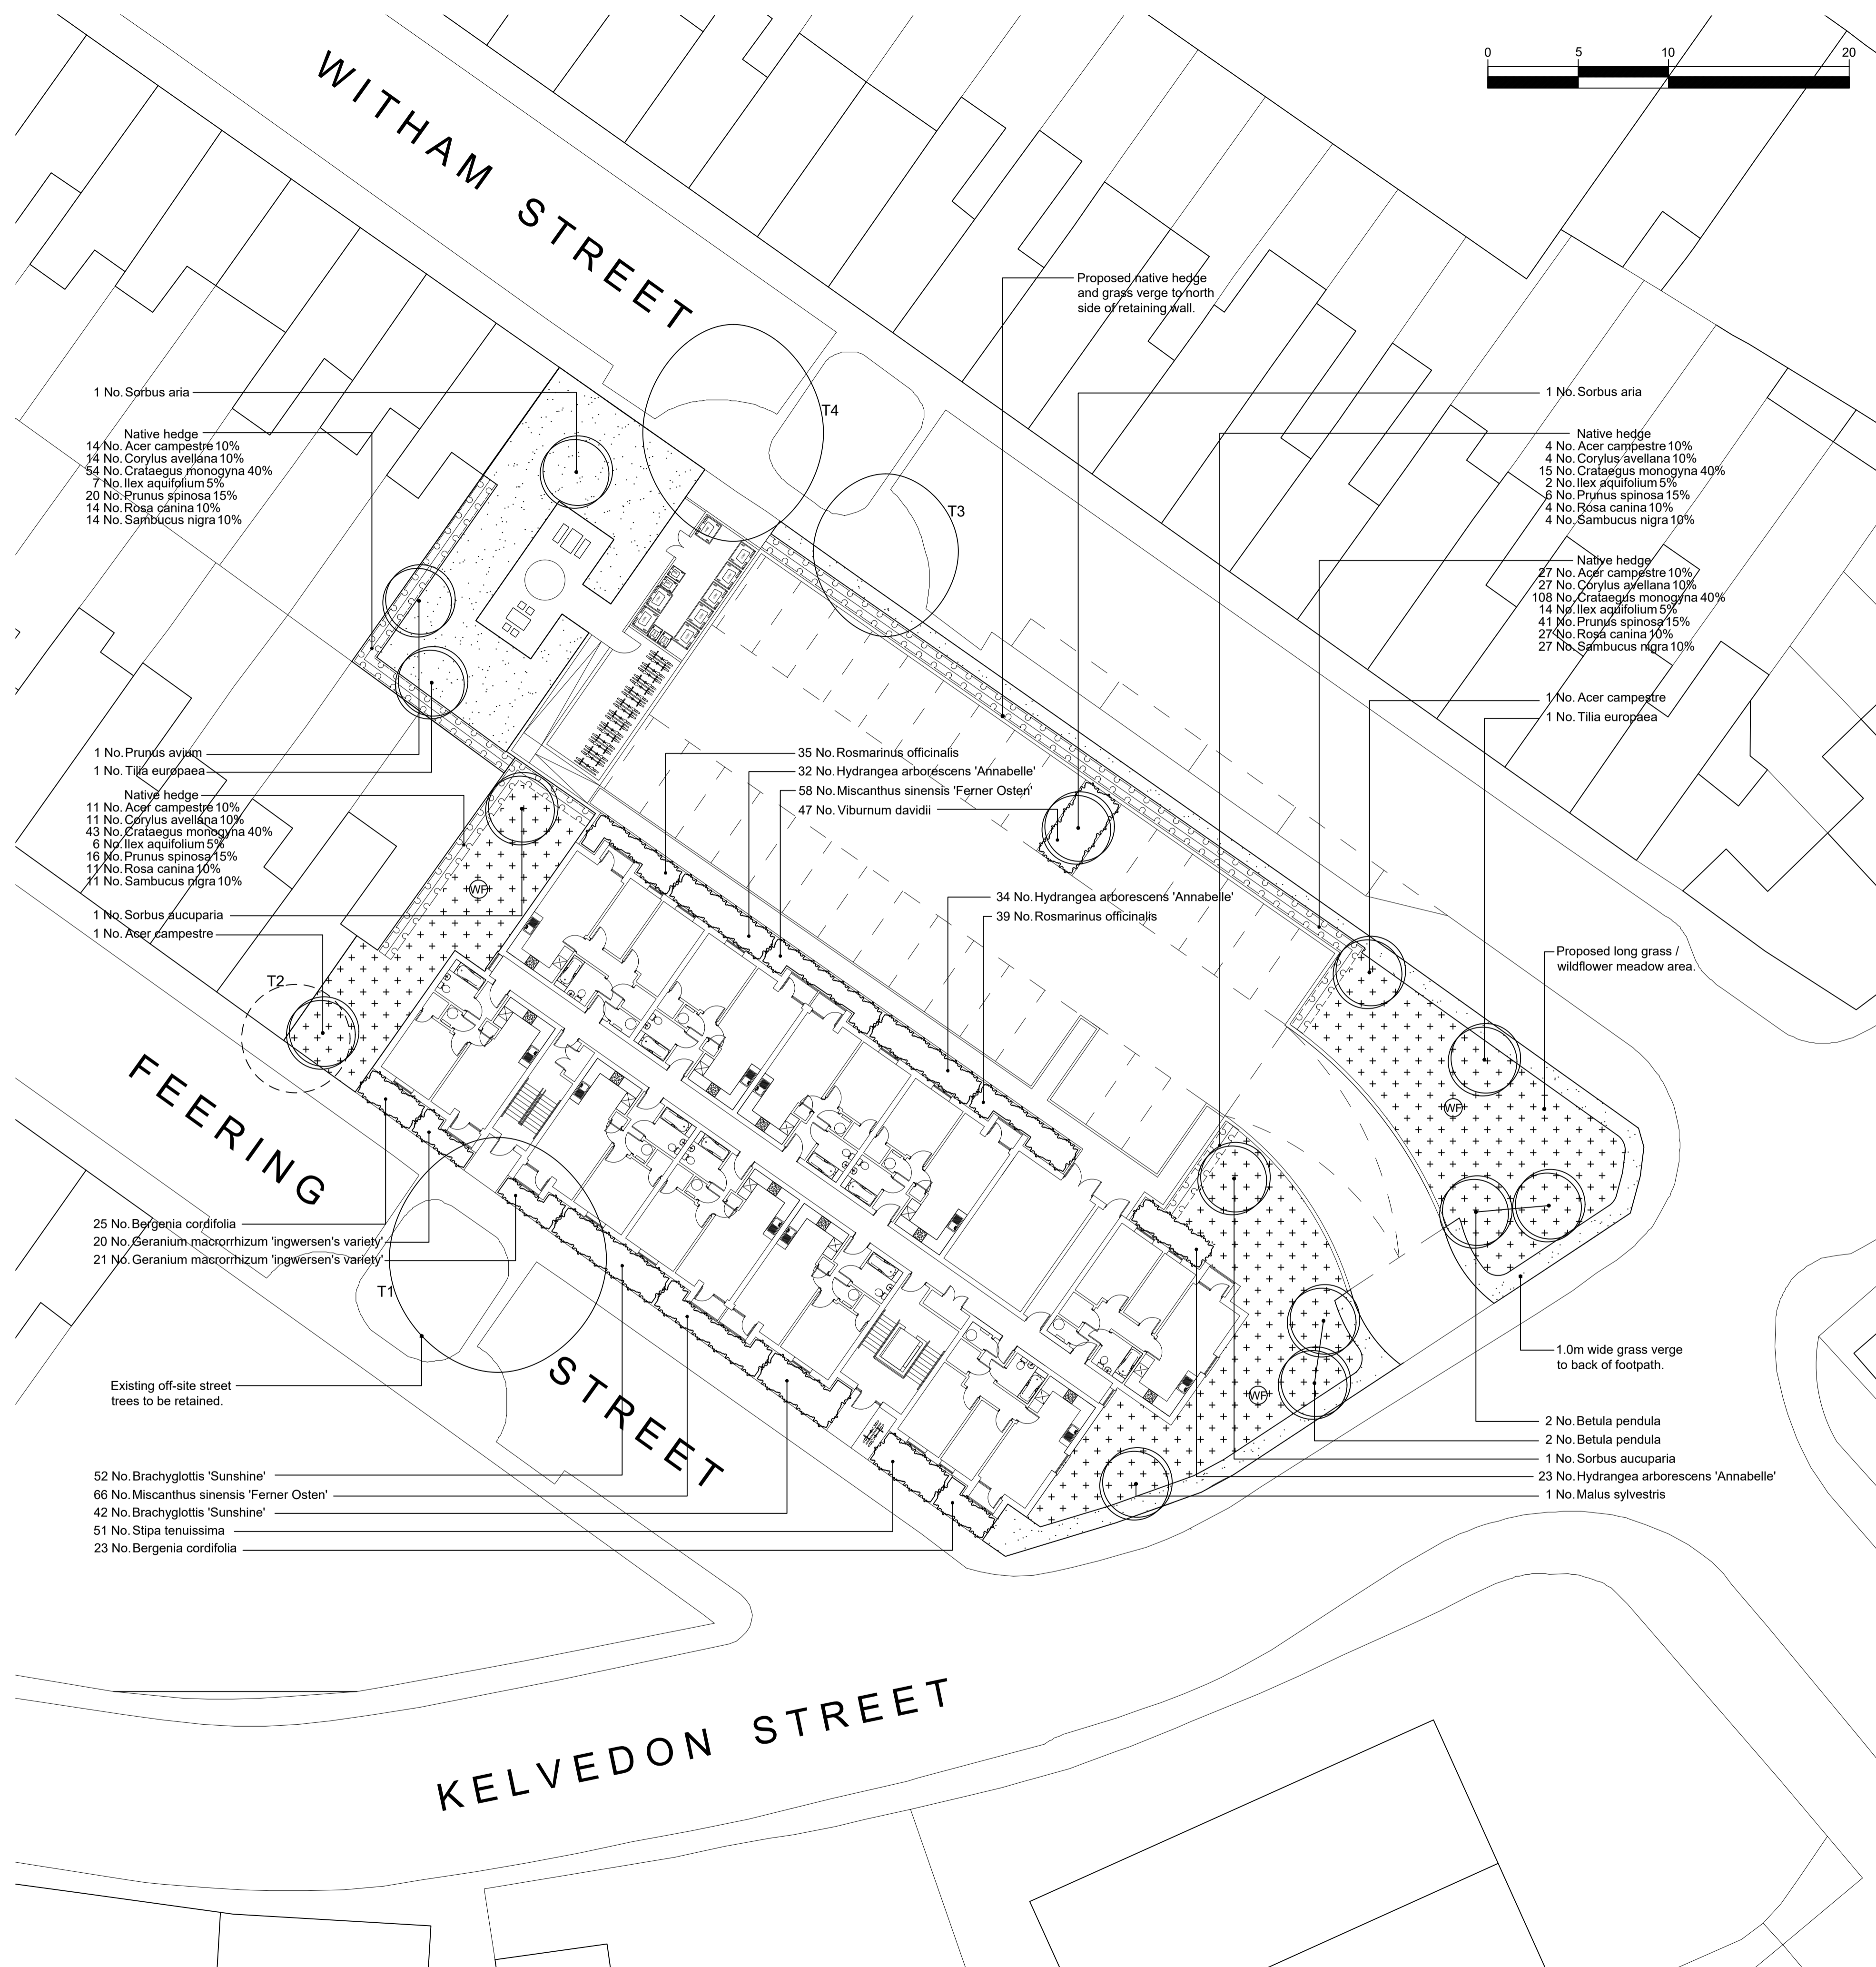 0 5 10 20
WITHAM STREET
Proposed native hedge
and grass verge to north
side of retaining wall.
T4
T3
1 No. Sorbus aria
Native hedge
14 No. Acer campestre 10%
14 No. Corylus avellana 10%
54 No. Crataegus monogyna 40%
7 No. Ilex aquifolium 5%
20 No. Prunus spinosa 15%
14 No. Rosa canina 10%
14 No. Sambucus nigra 10%
1 No. Sorbus aria
Native hedge
4 No. Acer campestre 10%
4 No. Corylus avellana 10%
15 No. Crataegus monogyna 40%
2 No. Ilex aquifolium 5%
6 No. Prunus spinosa 15%
4 No. Rosa canina 10%
4 No. Sambucus nigra 10%
Native hedge
27 No. Acer campestre 10%
27 No. Corylus avellana 10%
108 No. Crataegus monogyna 40%
14 No. Ilex aquifolium 5%
41 No. Prunus spinosa 15%
27 No. Rosa canina 10%
27 No. Sambucus nigra 10%
1 No. Acer campestre
1 No. Tilia europaea
1 No. Prunus avium
1 No. Tilia europaea
Native hedge
11 No. Acer campestre 10%
11 No. Corylus avellana 10%
43 No. Crataegus monogyna 40%
6 No. Ilex aquifolium 5%
16 No. Prunus spinosa 15%
11 No. Rosa canina 10%
11 No. Sambucus nigra 10%
1 No. Sorbus aucuparia
1 No. Acer campestre
35 No. Rosmarinus officinalis
32 No. Hydrangea arborescens 'Annabelle'
58 No. Miscanthus sinensis 'Ferner Osten'
47 No. Viburnum davidii
34 No. Hydrangea arborescens 'Annabelle'
39 No. Rosmarinus officinalis
WF
T2
Proposed long grass /
wildflower meadow area.
WF
FEERING STREET
25 No. Bergenia cordifolia
20 No. Geranium macrorrhizum 'ingwersen's variety'
21 No. Geranium macrorrhizum 'ingwersen's variety'
T1
Existing off-site street
trees to be retained.
WF
1.0m wide grass verge
to back of footpath.
2 No. Betula pendula
2 No. Betula pendula
1 No. Sorbus aucuparia
23 No. Hydrangea arborescens 'Annabelle'
1 No. Malus sylvestris
52 No. Brachyglottis 'Sunshine'
66 No. Miscanthus sinensis 'Ferner Osten'
42 No. Brachyglottis 'Sunshine'
51 No. Stipa tenuissima
23 No. Bergenia cordifolia
KELVEDON STREET